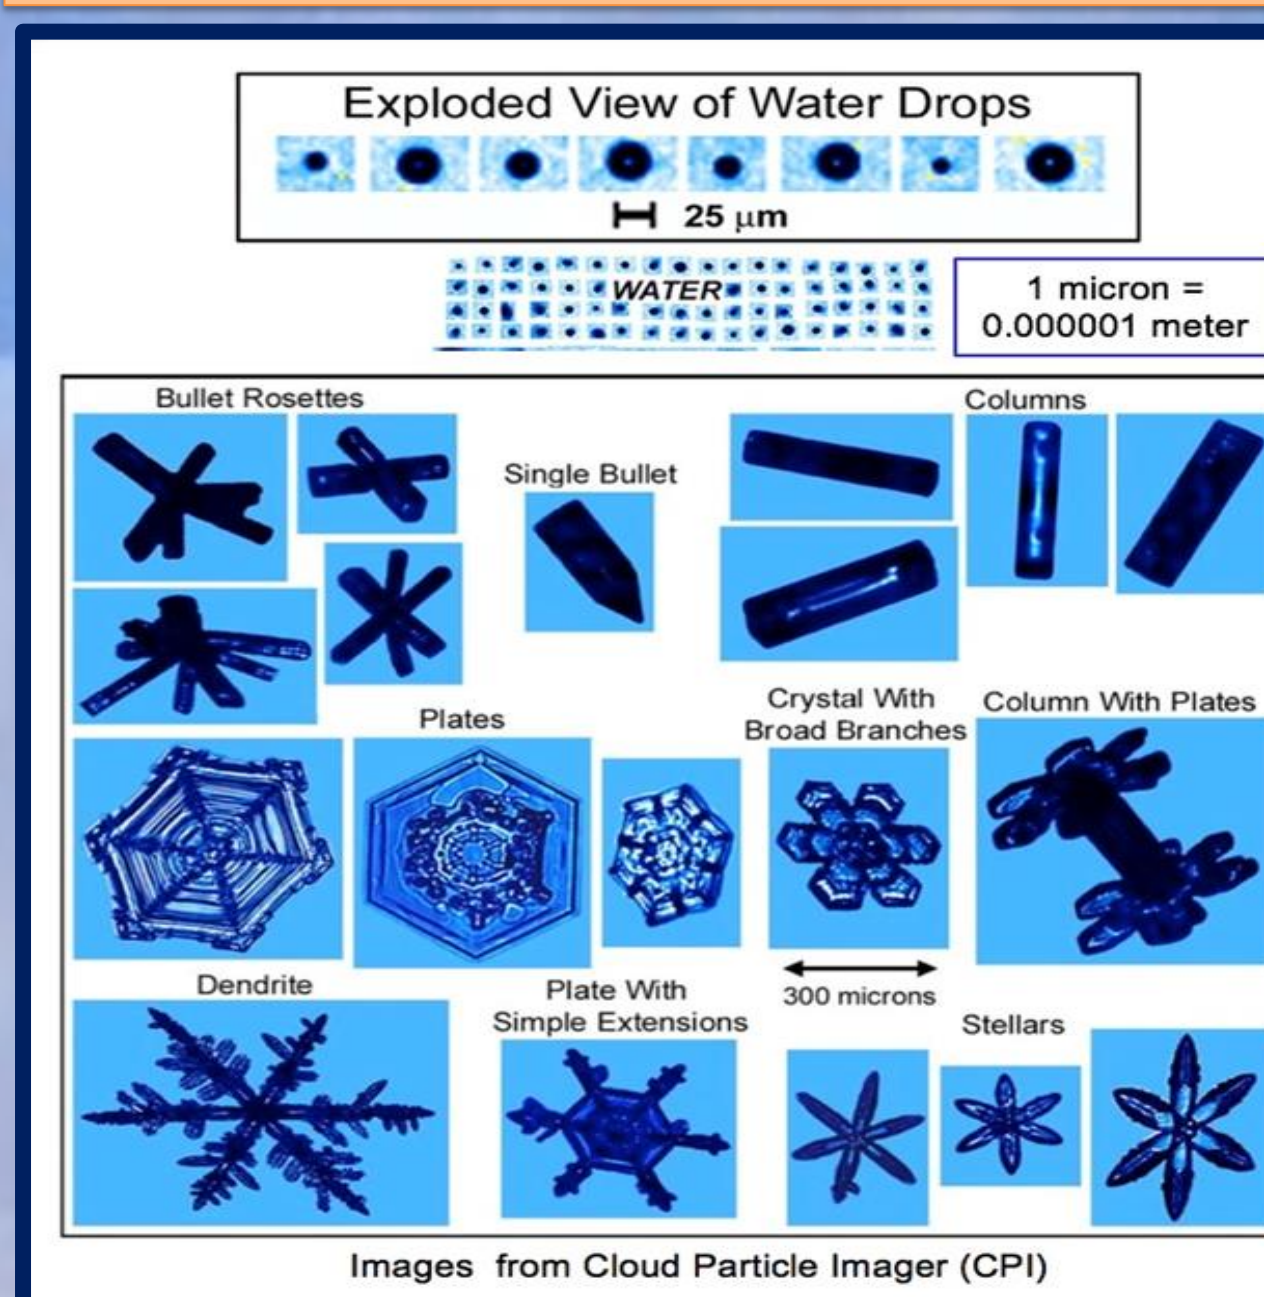 Exploded View of Water Drops
25 μm
WATER
1 micron =
0.000001 meter
Bullet Rosettes
Columns
Single Bullet
Plates
Crystal With
Broad Branches
Column With Plates
Dendrite
Plate With
Simple Extensions
300 microns
Stellars
Images from Cloud Particle Imager (CPI)